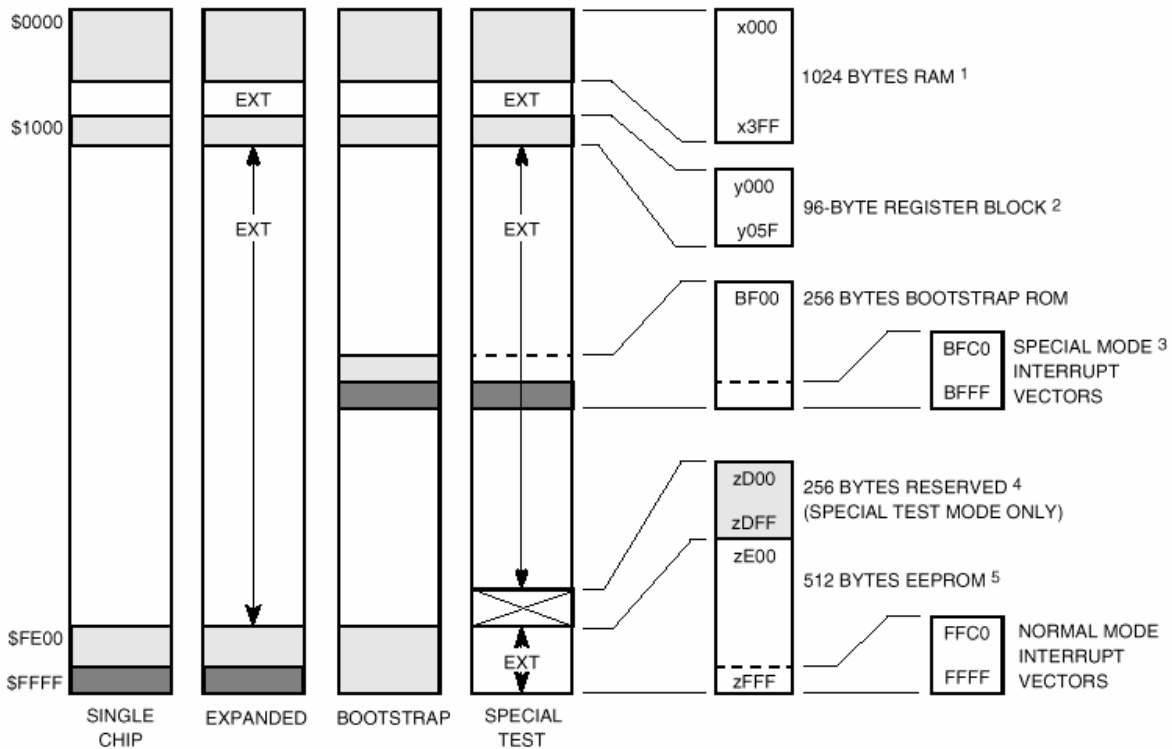 $0000
$1000
$FE00
$FFFF
EXT
EXT
EXT
EXT
EXT
SINGLE
CHIP
EXPANDED
BOOTSTRAP
SPECIAL
TEST
x000
x3FF
1024 BYTES RAM 1
y000
y05F
96-BYTE REGISTER BLOCK 2
BF00
256 BYTES BOOTSTRAP ROM
BFC0
BFFF
SPECIAL MODE 3
INTERRUPT
VECTORS
zD00
zDFF
256 BYTES RESERVED 4
(SPECIAL TEST MODE ONLY)
zE00
zFFF
512 BYTES EEPROM 5
FFC0
FFFF
NORMAL MODE
INTERRUPT
VECTORS